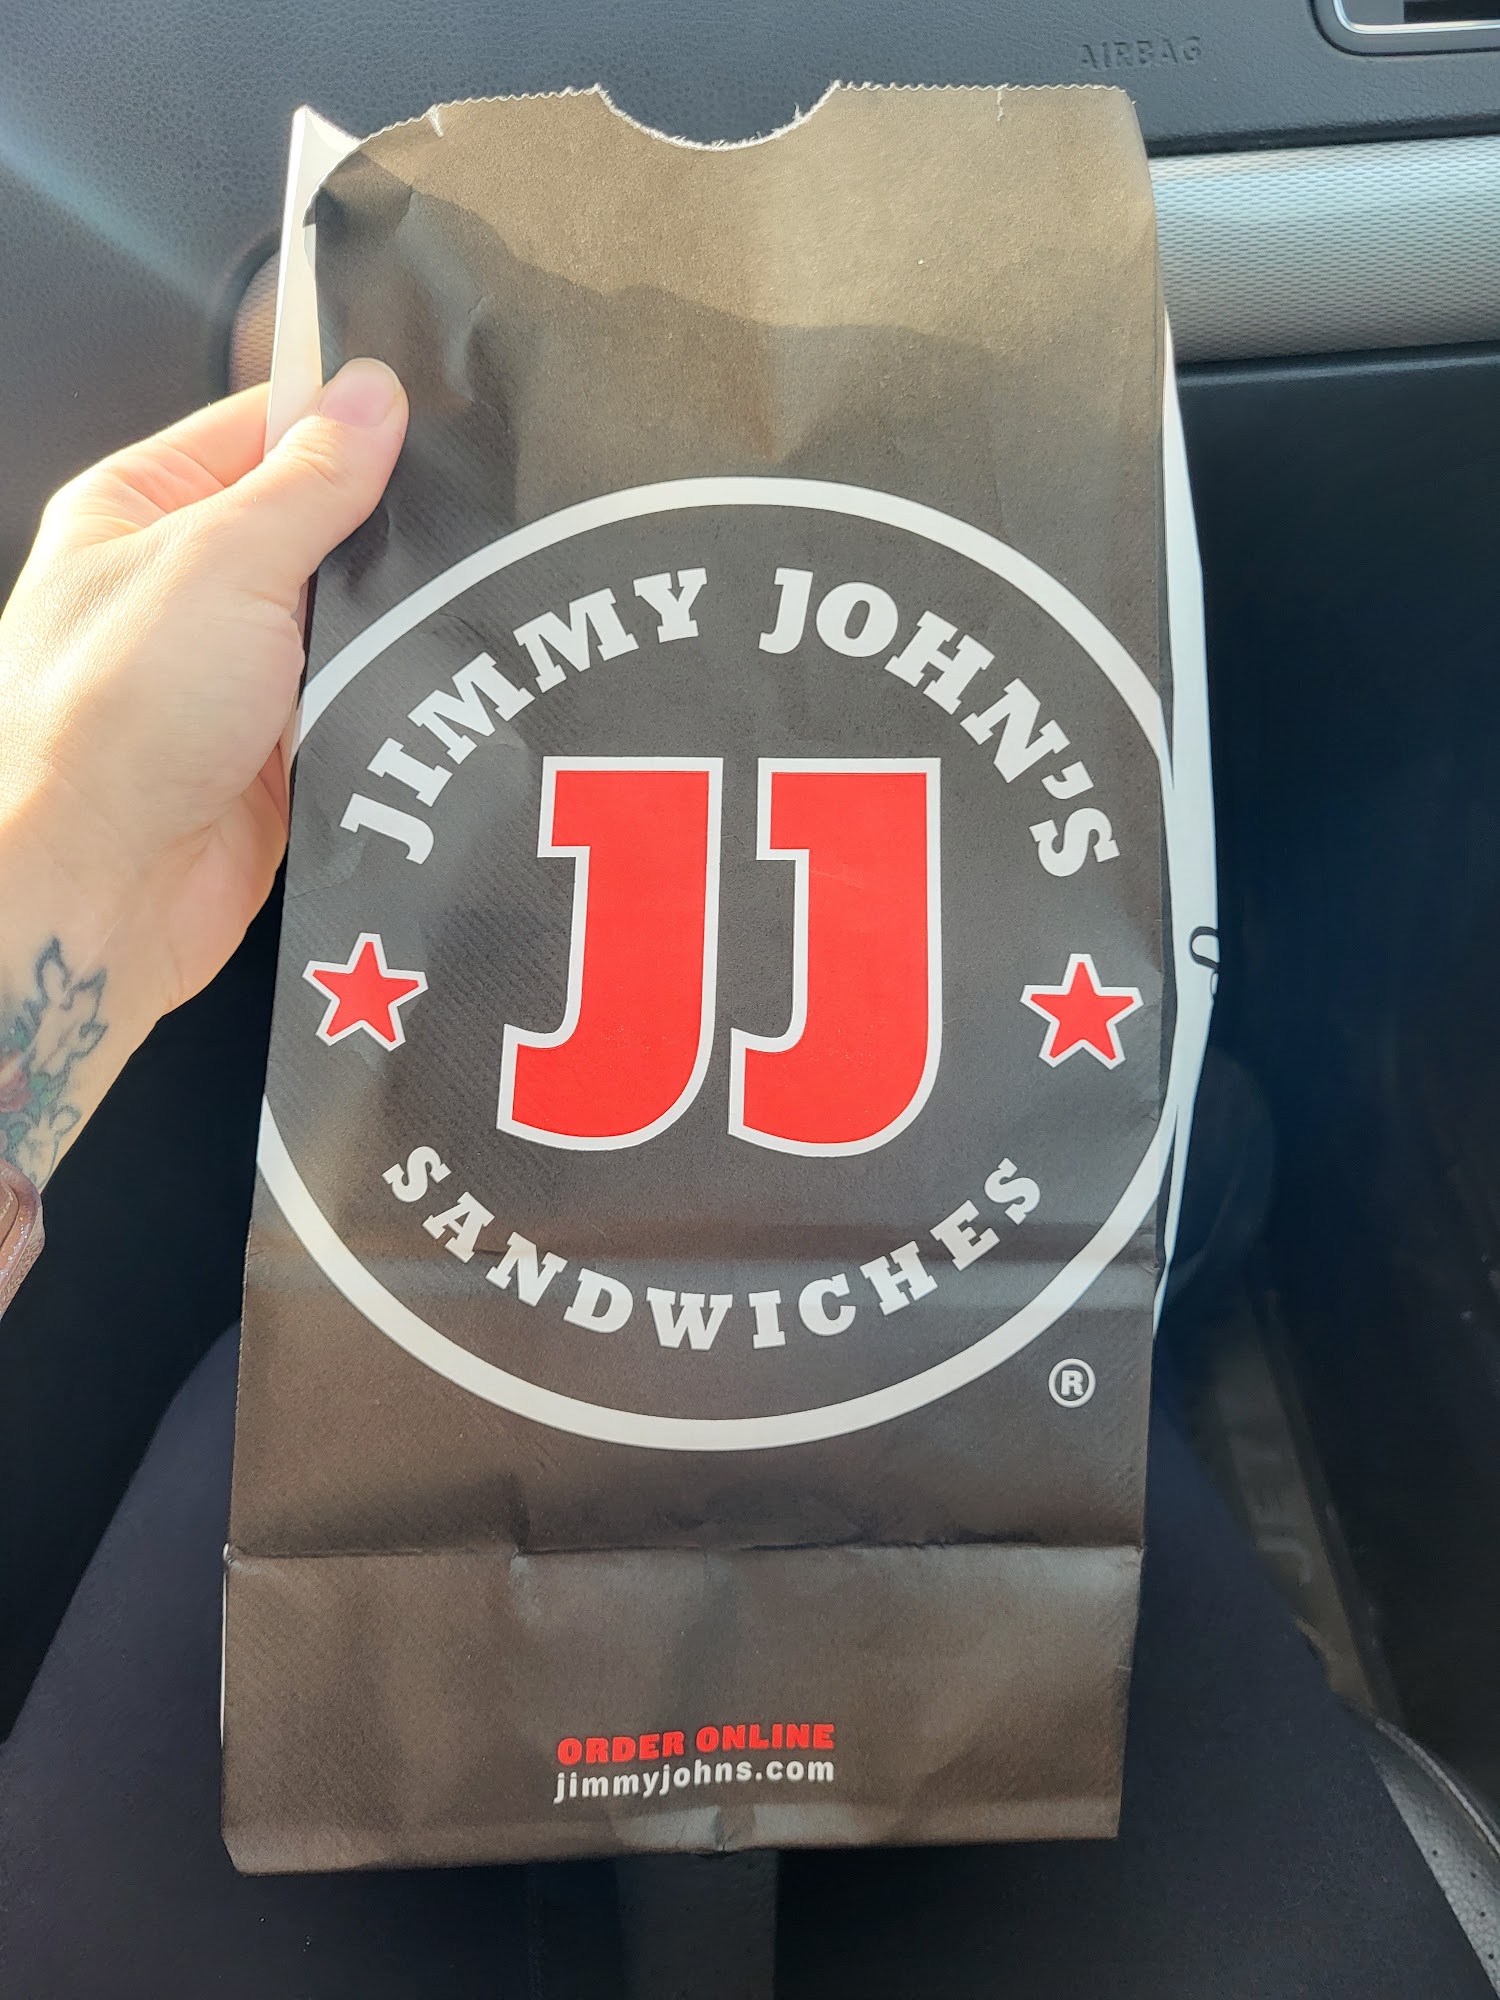 AIRBAG
JIMMY JOHN'S
JJ
SANDWICHES
®
ORDER ONLINE
jimmyjohns.com